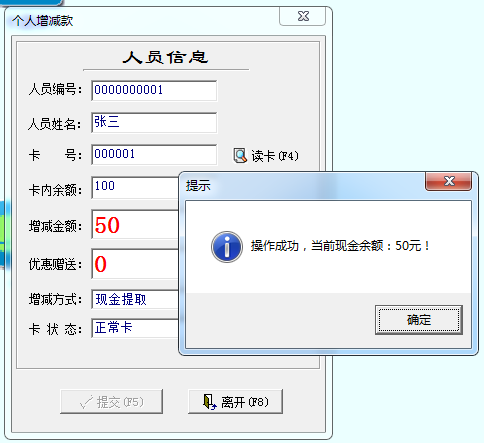 个人增减款
人员信息
人员编号： 0000000001
人员姓名： 张三
卡 号： 000001 读卡(F4)
卡内余额： 100
提示
增减金额： 50
操作成功，当前现金余额：50元！
优惠赠送： 0
增减方式： 现金提取
确定
卡 状 态： 正常卡
提交(F5) 离开(F8)